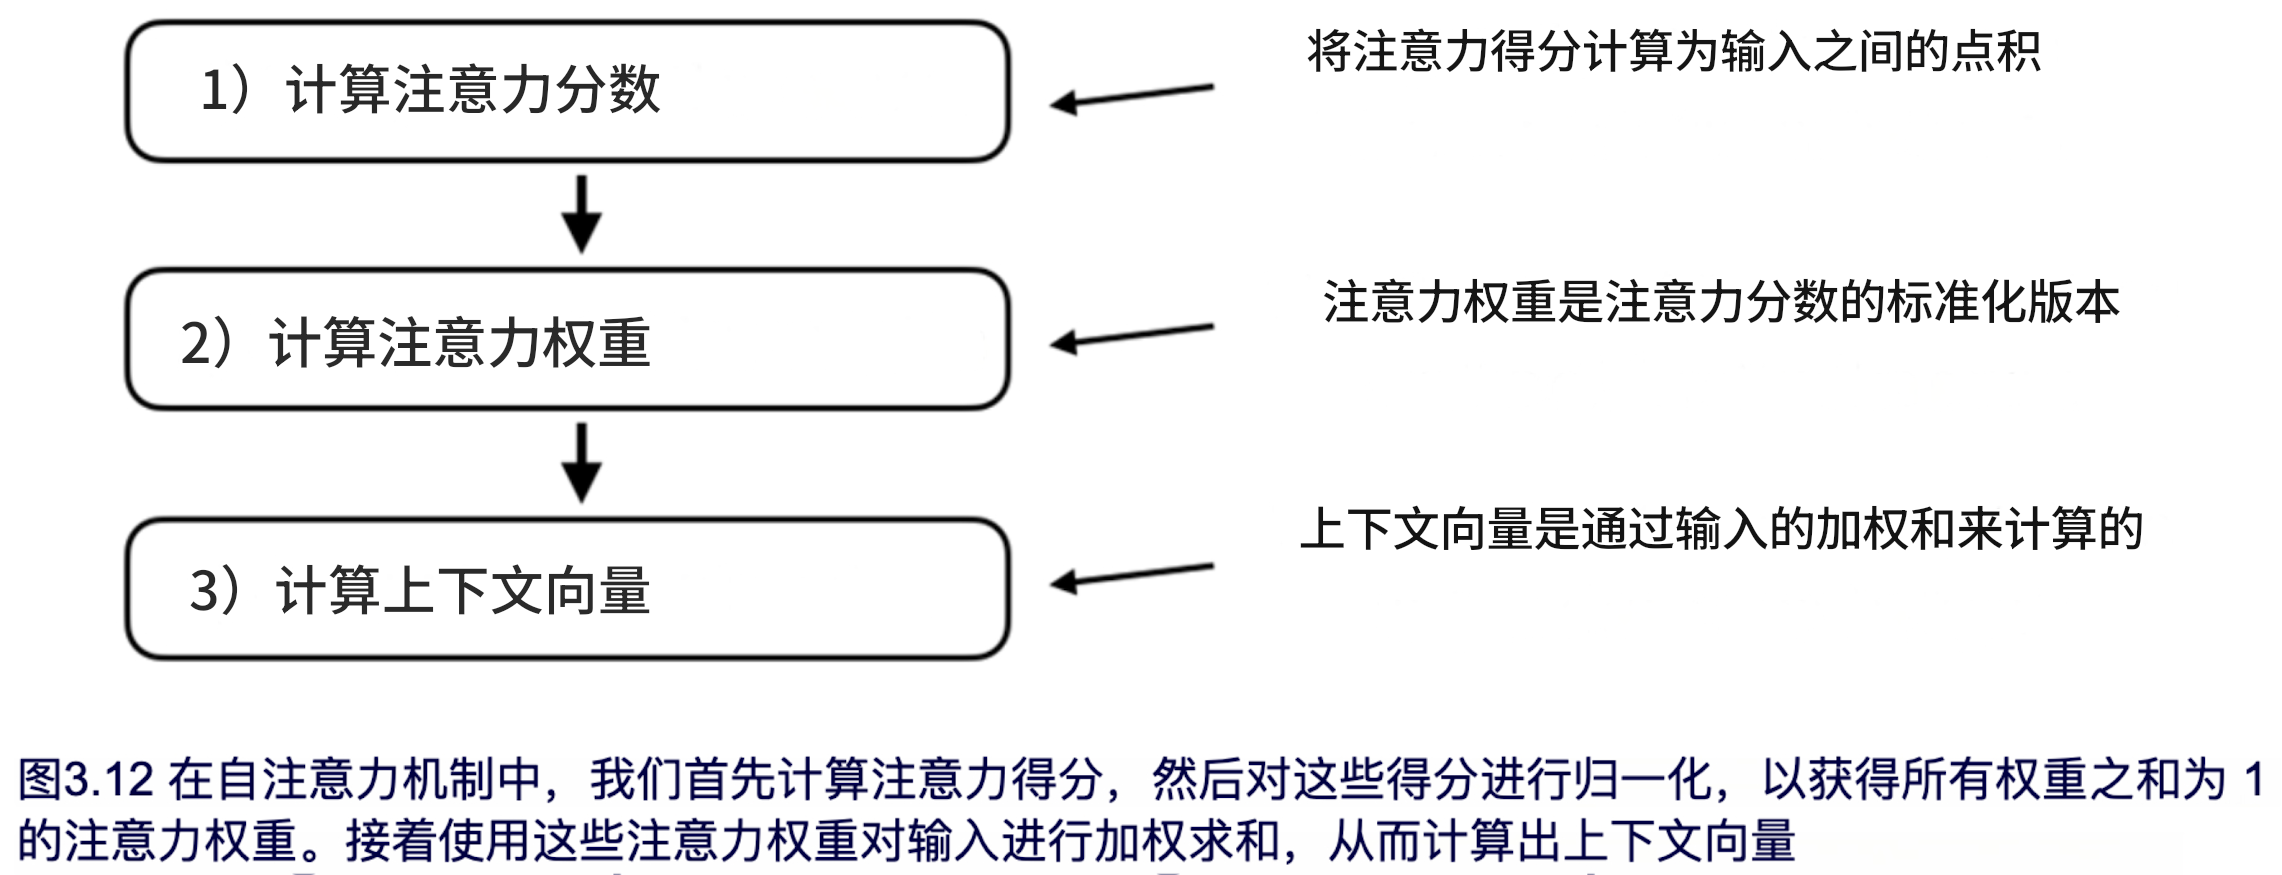 1）计算注意力分数
将注意力得分计算为输入之间的点积
2）计算注意力权重
注意力权重是注意力分数的标准化版本
3）计算上下文向量
上下文向量是通过输入的加权和来计算的
图3.12 在自注意力机制中，我们首先计算注意力得分，然后对这些得分进行归一化，以获得所有权重之和为 1
的注意力权重。接着使用这些注意力权重对输入进行加权求和，从而计算出上下文向量